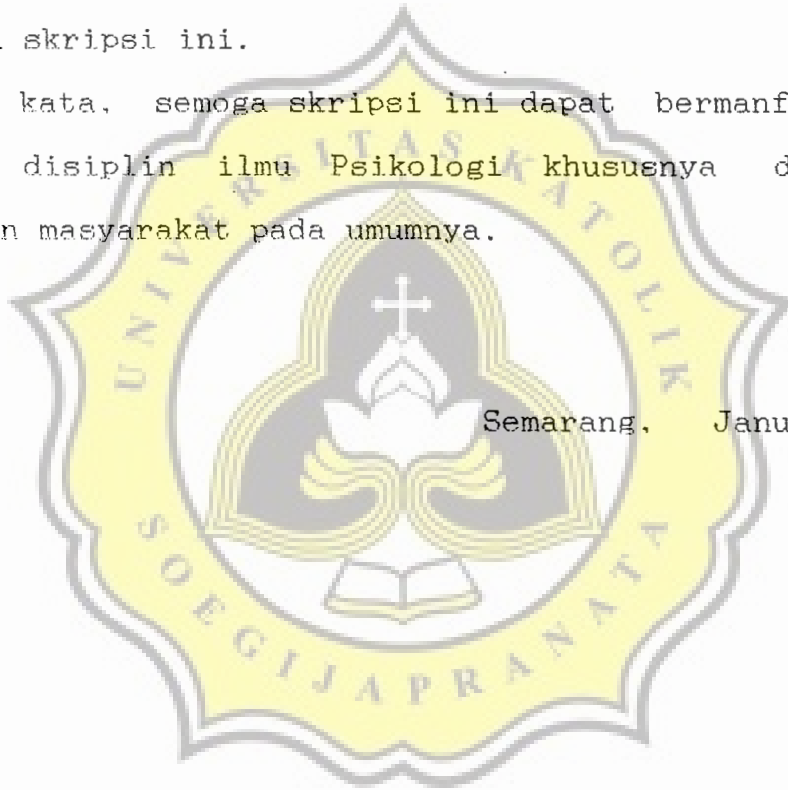 skripsi ini.
kata, semoga skripsi ini dapat bermanf
disiplin ilmu Psikologi khususnya d
n masyarakat pada umumnya.
Semarang, Janu
UNIVERSITAS KATOLIK
SOEGIJAPRANATA